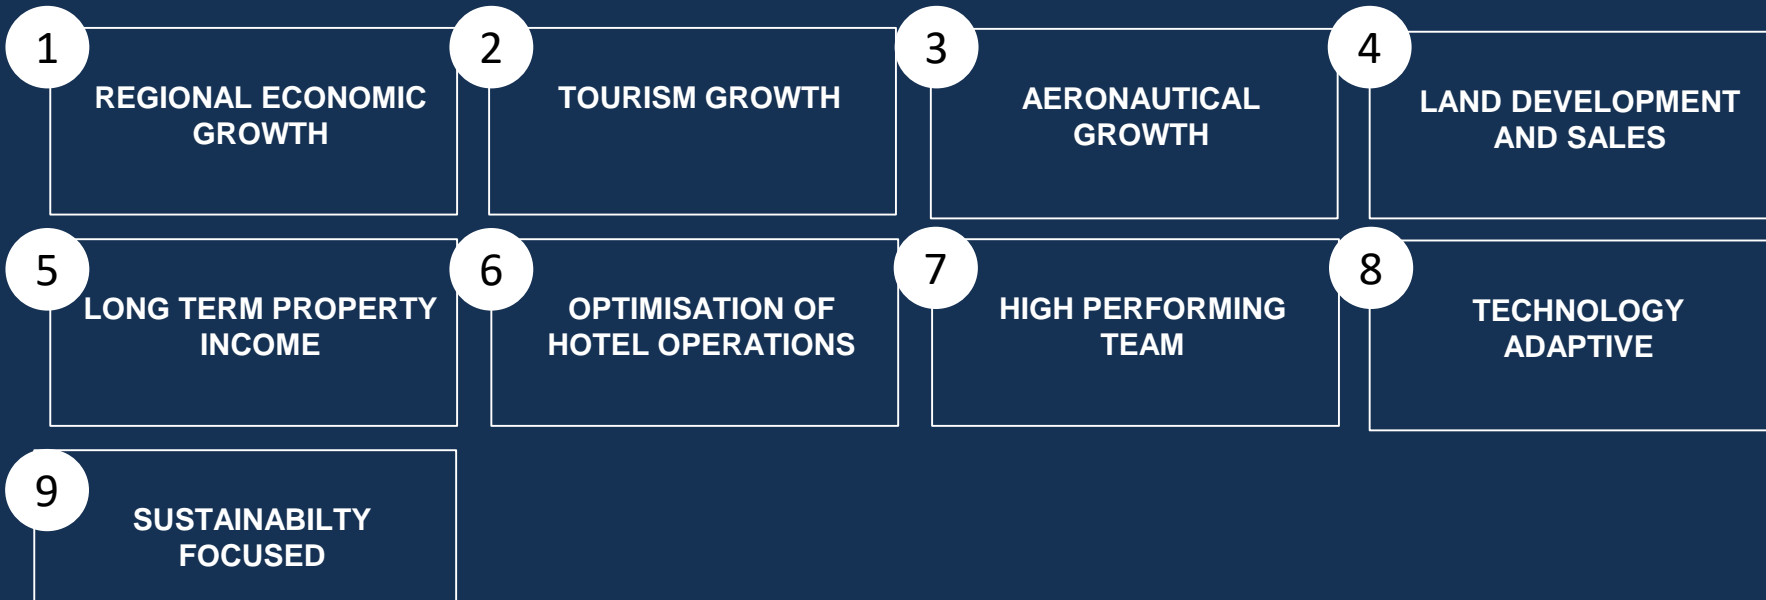 1
REGIONAL ECONOMIC
GROWTH
2
TOURISM GROWTH
3
AERONAUTICAL
GROWTH
4
LAND DEVELOPMENT
AND SALES
5
LONG TERM PROPERTY
INCOME
6
OPTIMISATION OF
HOTEL OPERATIONS
7
HIGH PERFORMING
TEAM
8
TECHNOLOGY
ADAPTIVE
9
SUSTAINABILTY
FOCUSED